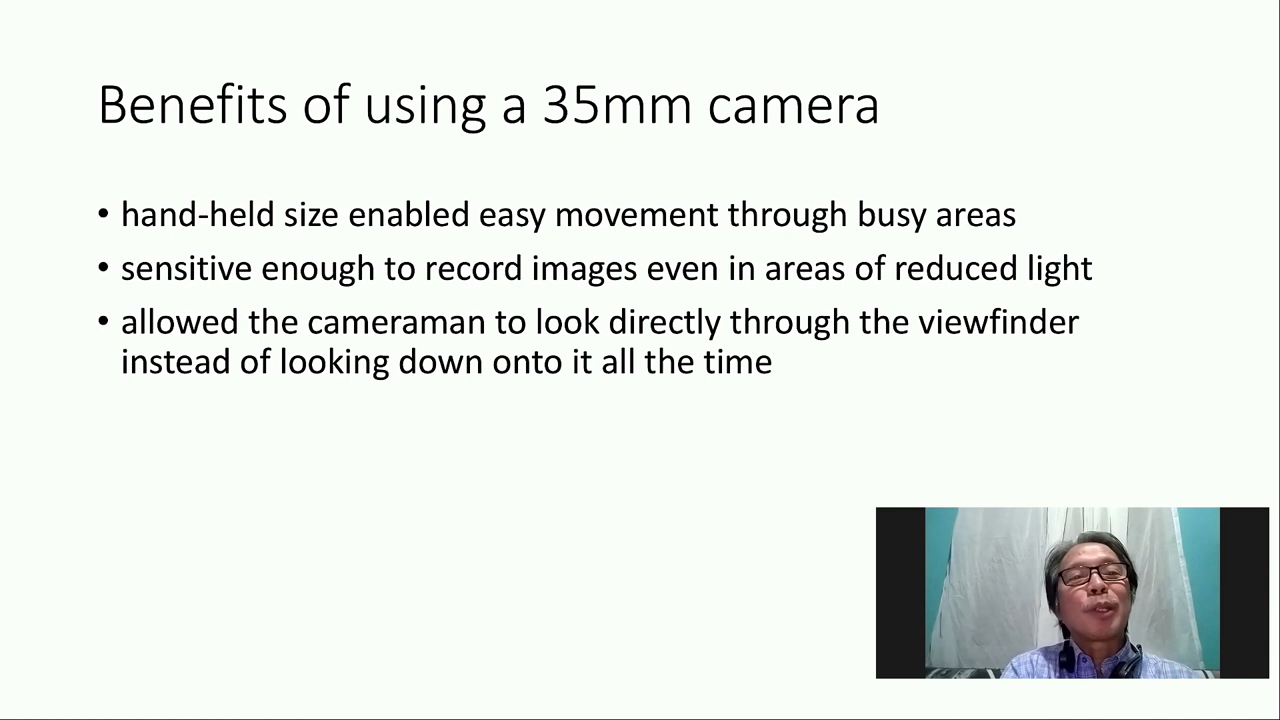 Benefits of using a 35mm camera
• hand-held size enabled easy movement through busy areas
• sensitive enough to record images even in areas of reduced light
• allowed the cameraman to look directly through the viewfinder
instead of looking down onto it all the time